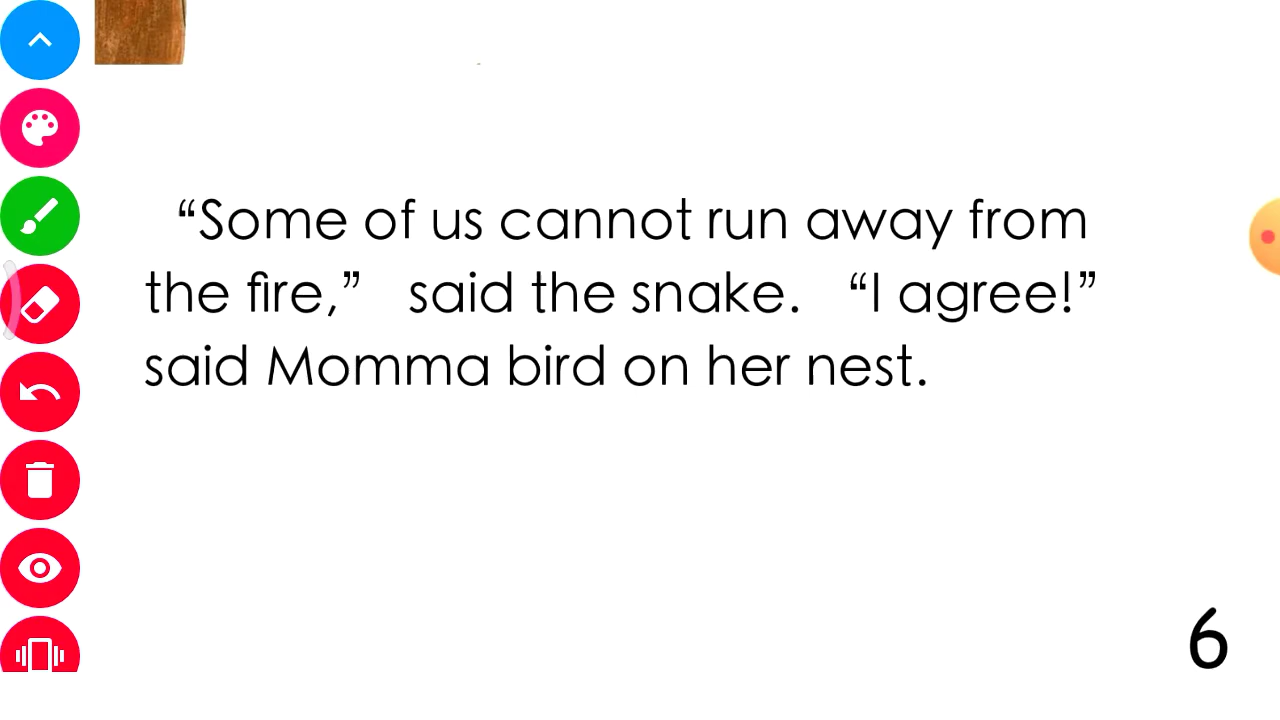 “Some of us cannot run away from
the fire,” said the snake. “I agree!”
said Momma bird on her nest.
6